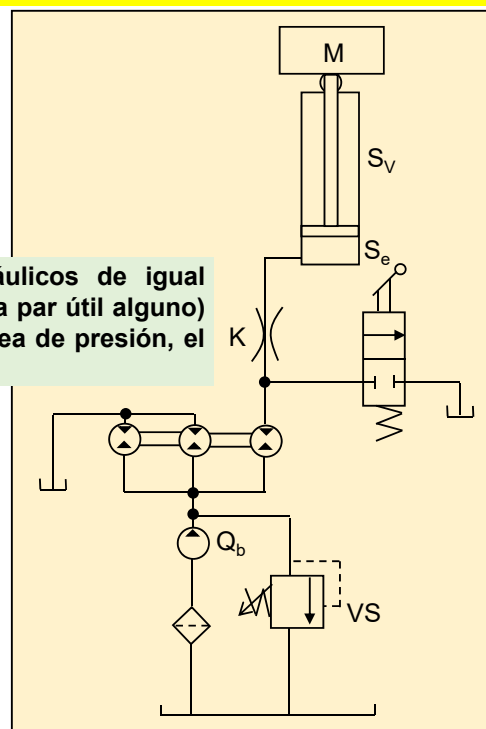 M
S_V
S_e
áulicos de igual
a par útil alguno)
ea de presión, el
K
Q_b
VS